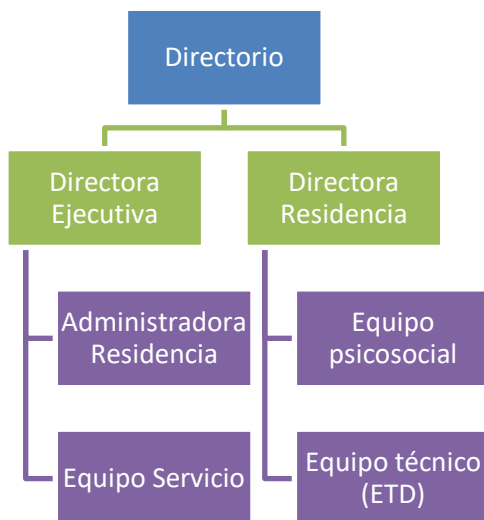 Directorio
Directora
Ejecutiva
Directora
Residencia
Administradora
Residencia
Equipo
psicosocial
Equipo Servicio
Equipo técnico
(ETD)